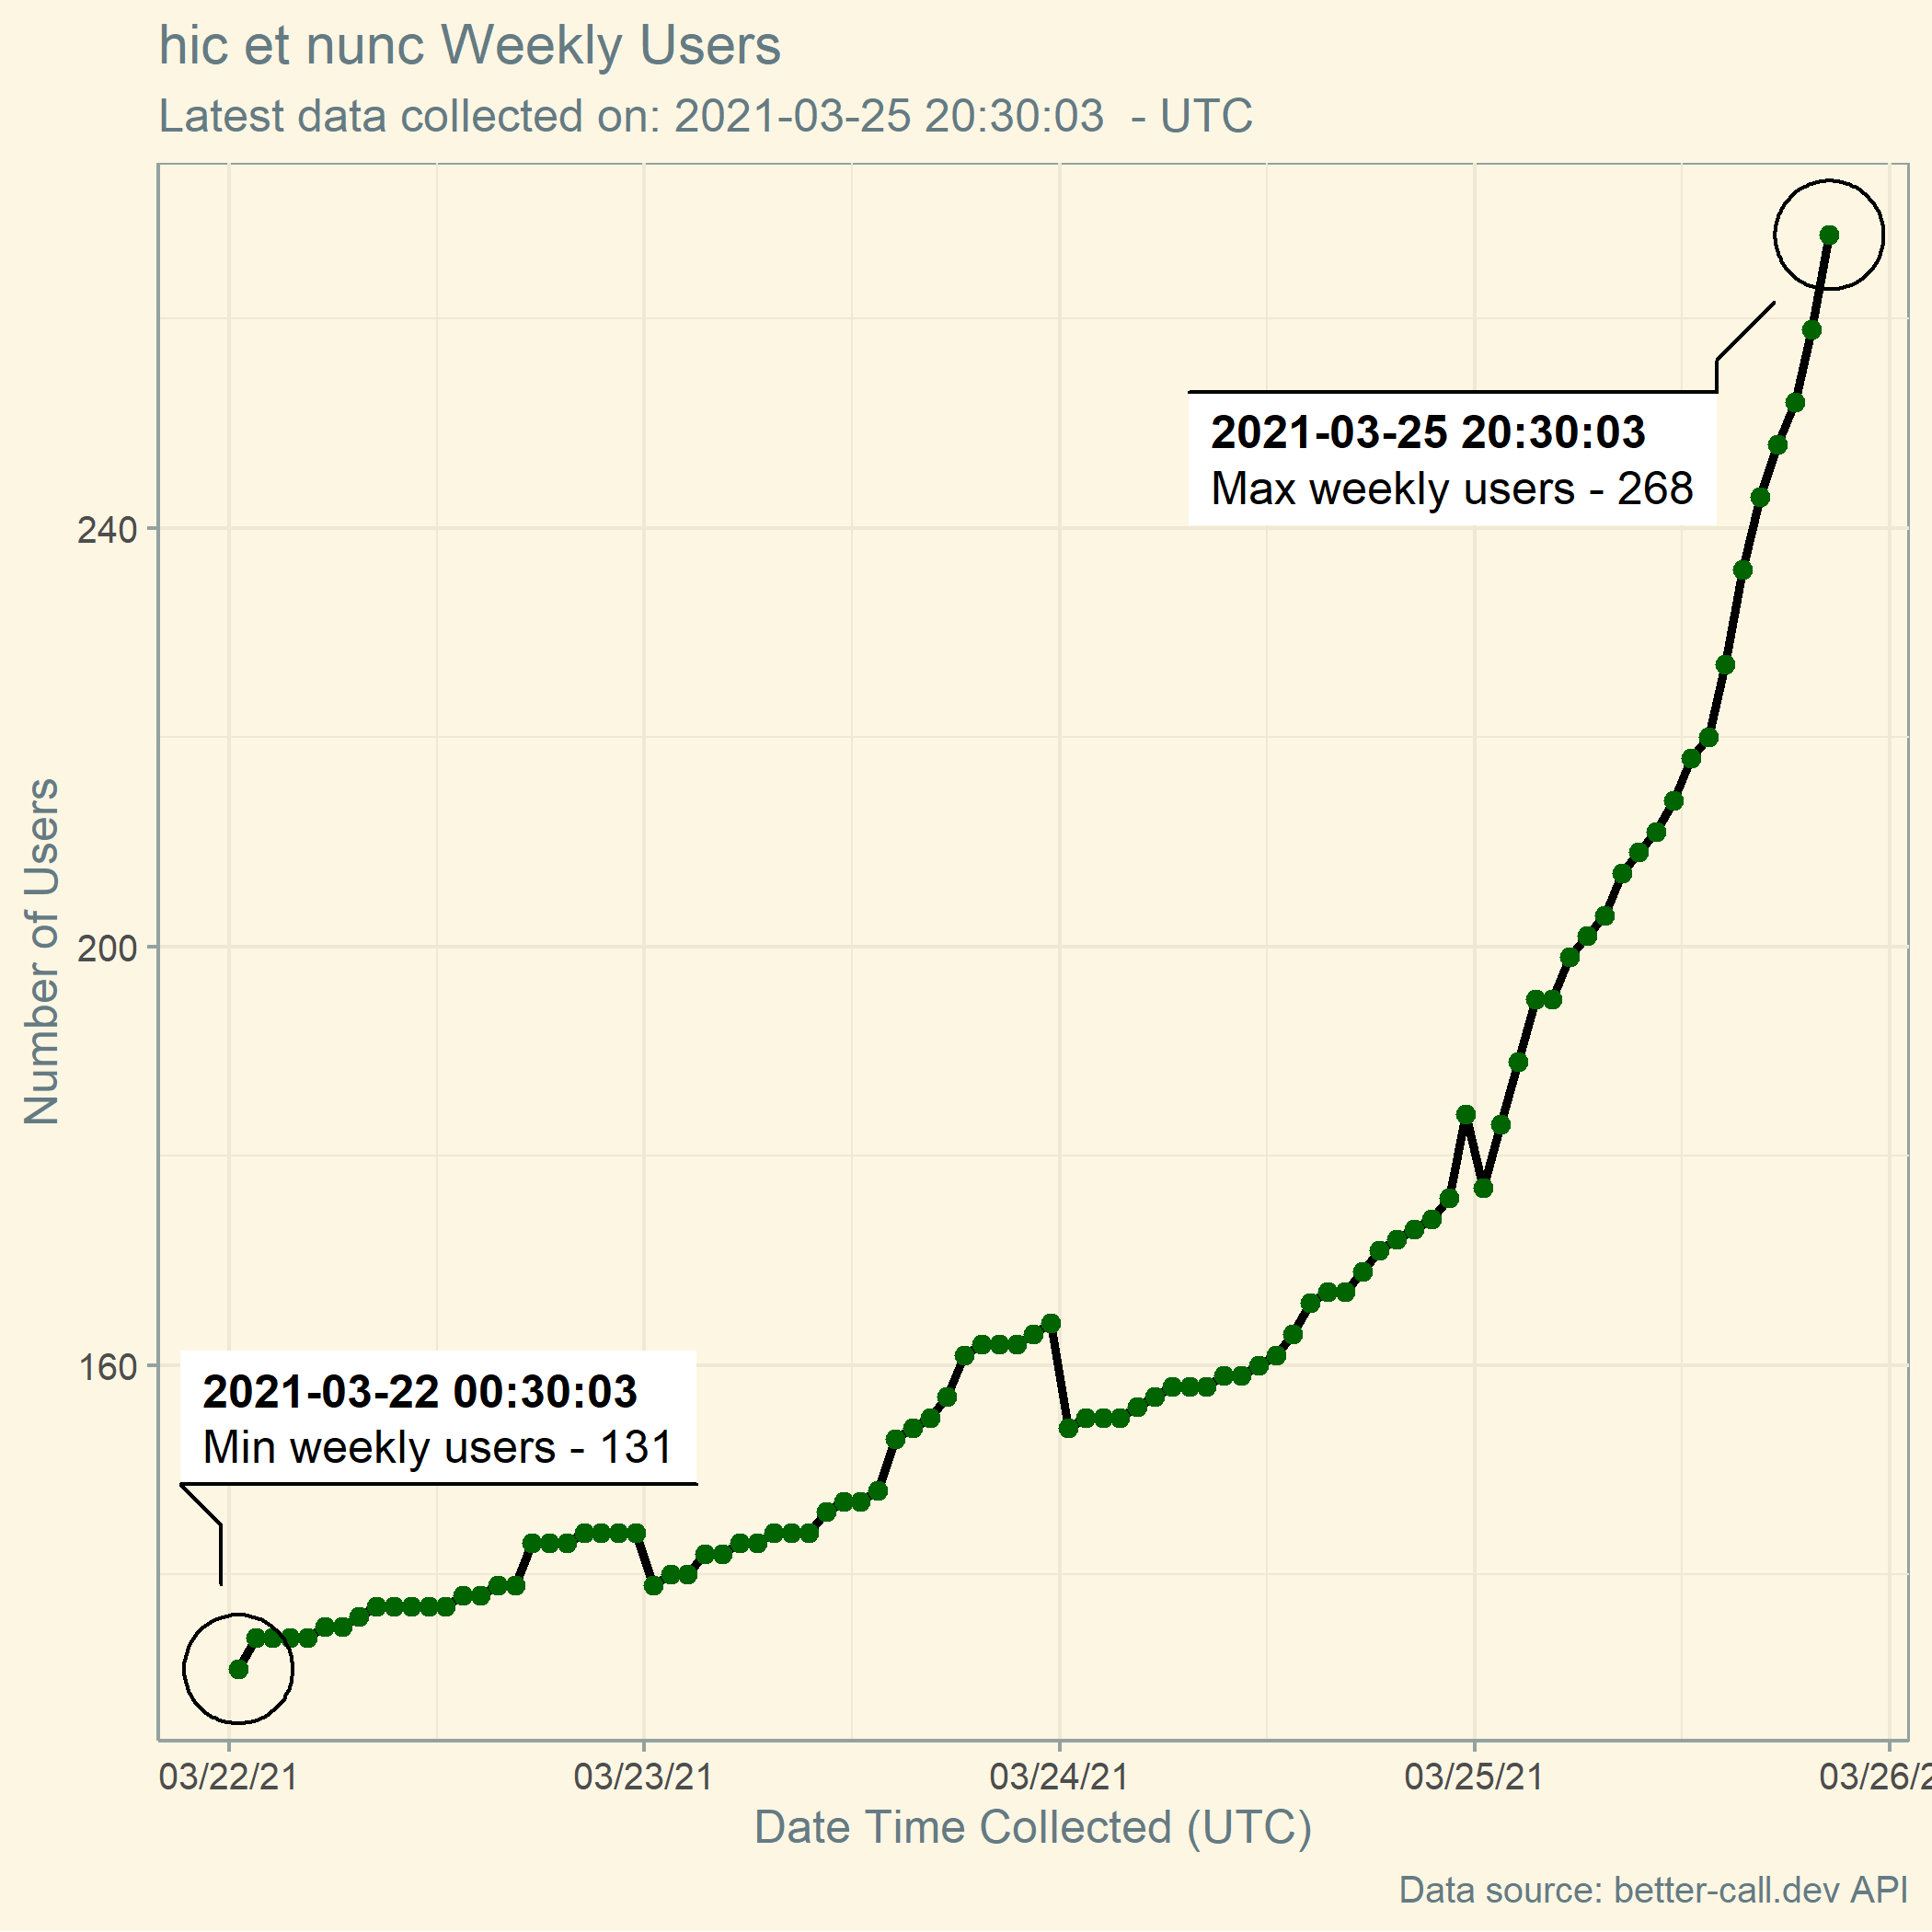 hic et nunc Weekly Users
Latest data collected on: 2021-03-25 20:30:03  - UTC
2021-03-25 20:30:03
Max weekly users - 268
240
Number of Users
200
160
2021-03-22 00:30:03
Min weekly users - 131
03/22/21 03/23/21 03/24/21 03/25/21 03/26/2
Date Time Collected (UTC)
Data source: better-call.dev API